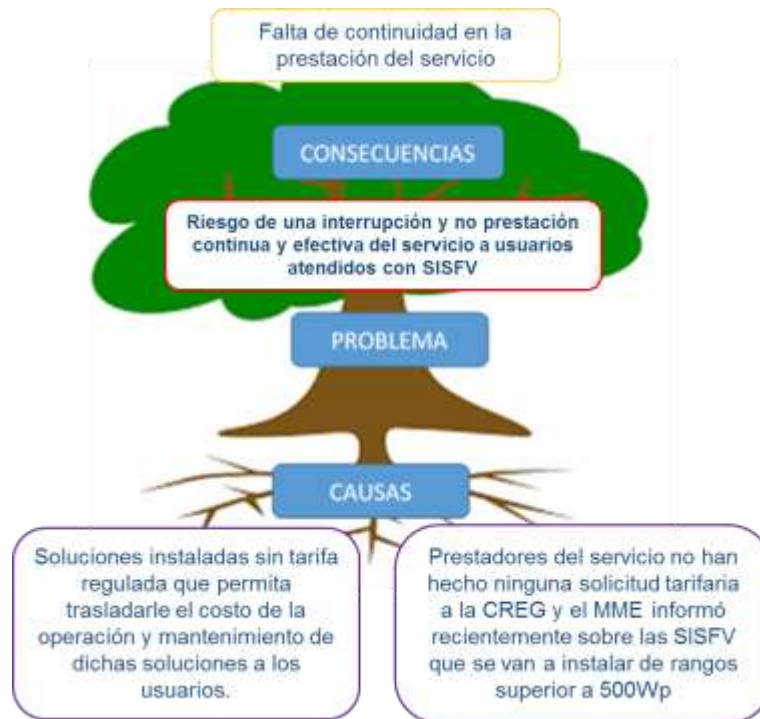 Falta de continuidad en la
prestación del servicio
CONSECUENCIAS
Riesgo de una interrupción y no prestación
continua y efectiva del servicio a usuarios
atendidos con SISFV
PROBLEMA
CAUSAS
Soluciones instaladas sin tarifa
regulada que permita
trasladarle el costo de la
operación y mantenimiento de
dichas soluciones a los
usuarios.
Prestadores del servicio no han
hecho ninguna solicitud tarifaria
a la CREG y el MME informó
recientemente sobre las SISFV
que se van a instalar de rangos
superior a 500Wp